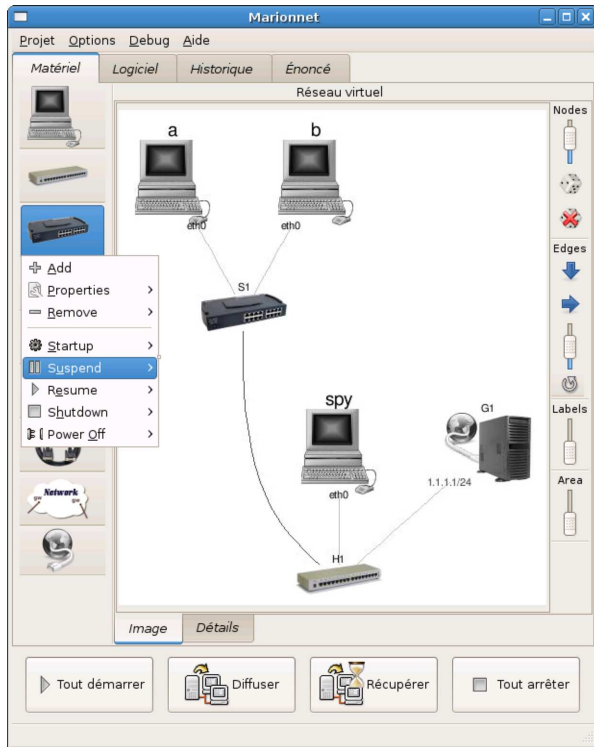 Marionnet
Projet Options Debug Aide
Matériel Logiciel Historique Énoncé
Réseau virtuel
Nodes
a b
eth0 eth0
Edges
S1
Add
Properties
Remove
Startup
Suspend
Resume
Shutdown
Power Off
Labels
spy
G1
eth0
1.1.1.1/24
Area
gw Network gw
H1
Image Détails
Tout démarrer Diffuser Récupérer Tout arrêter